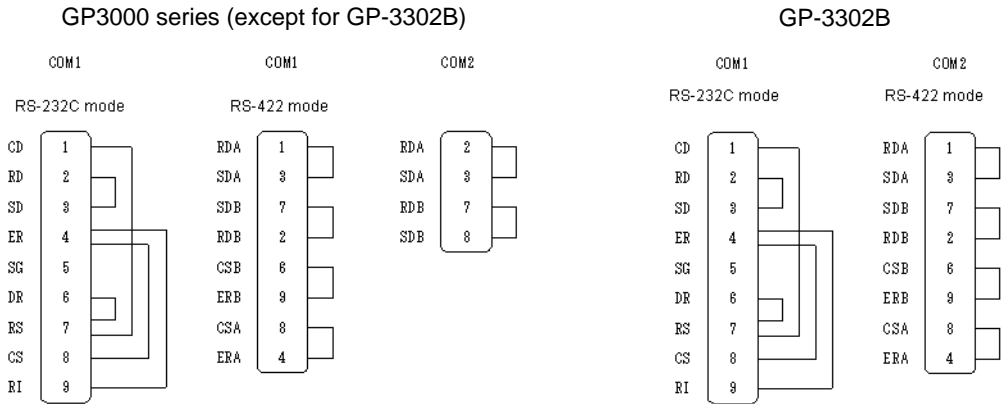 GP3000 series (except for GP-3302B)
GP-3302B
COM1
COM1
COM2
COM1
COM2
RS-232C mode
RS-422 mode
RS-232C mode
RS-422 mode
CD 1
RD 2
SD 3
ER 4
SG 5
DR 6
RS 7
CS 8
RI 9
RDA 1
SDA 3
SDB 7
RDB 2
CSB 6
ERB 9
CSA 8
ERA 4
RDA 2
SDA 3
RDB 7
SDB 8
CD 1
RD 2
SD 3
ER 4
SG 5
DR 6
RS 7
CS 8
RI 9
RDA 1
SDA 3
SDB 7
RDB 2
CSB 6
ERB 9
CSA 8
ERA 4